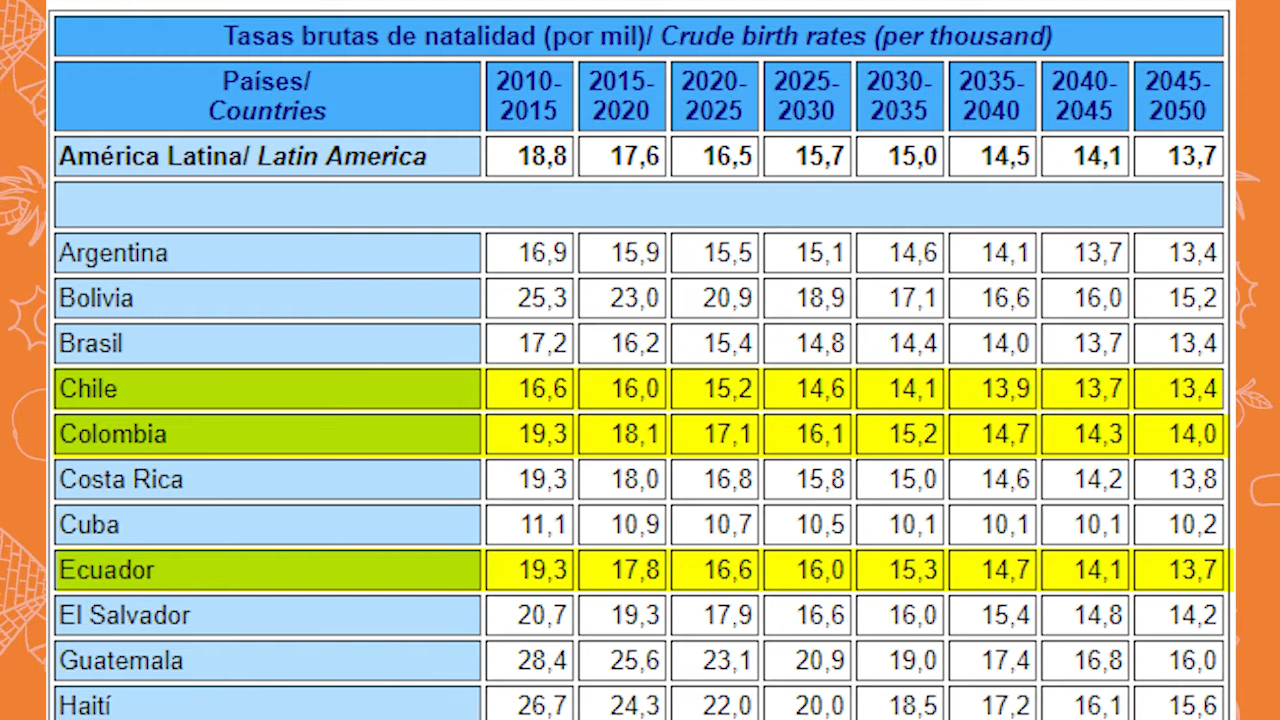 Tasas brutas de natalidad (por mil)/ Crude birth rates (per thousand)
Países/ Countries 2010-2015 2015-2020 2020-2025 2025-2030 2030-2035 2035-2040 2040-2045 2045-2050
América Latina/ Latin America 18,8 17,6 16,5 15,7 15,0 14,5 14,1 13,7
Argentina 16,9 15,9 15,5 15,1 14,6 14,1 13,7 13,4
Bolivia 25,3 23,0 20,9 18,9 17,1 16,6 16,0 15,2
Brasil 17,2 16,2 15,4 14,8 14,4 14,0 13,7 13,4
Chile 16,6 16,0 15,2 14,6 14,1 13,9 13,7 13,4
Colombia 19,3 18,1 17,1 16,1 15,2 14,7 14,3 14,0
Costa Rica 19,3 18,0 16,8 15,8 15,0 14,6 14,2 13,8
Cuba 11,1 10,9 10,7 10,5 10,1 10,1 10,1 10,2
Ecuador 19,3 17,8 16,6 16,0 15,3 14,7 14,1 13,7
El Salvador 20,7 19,3 17,9 16,6 16,0 15,4 14,8 14,2
Guatemala 28,4 25,6 23,1 20,9 19,0 17,4 16,8 16,0
Haití 26,7 24,3 22,0 20,0 18,5 17,2 16,1 15,6